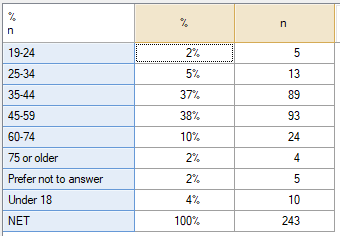 %
n
% n
19-24 2% 5
25-34 5% 13
35-44 37% 89
45-59 38% 93
60-74 10% 24
75 or older 2% 4
Prefer not to answer 2% 5
Under 18 4% 10
NET 100% 243